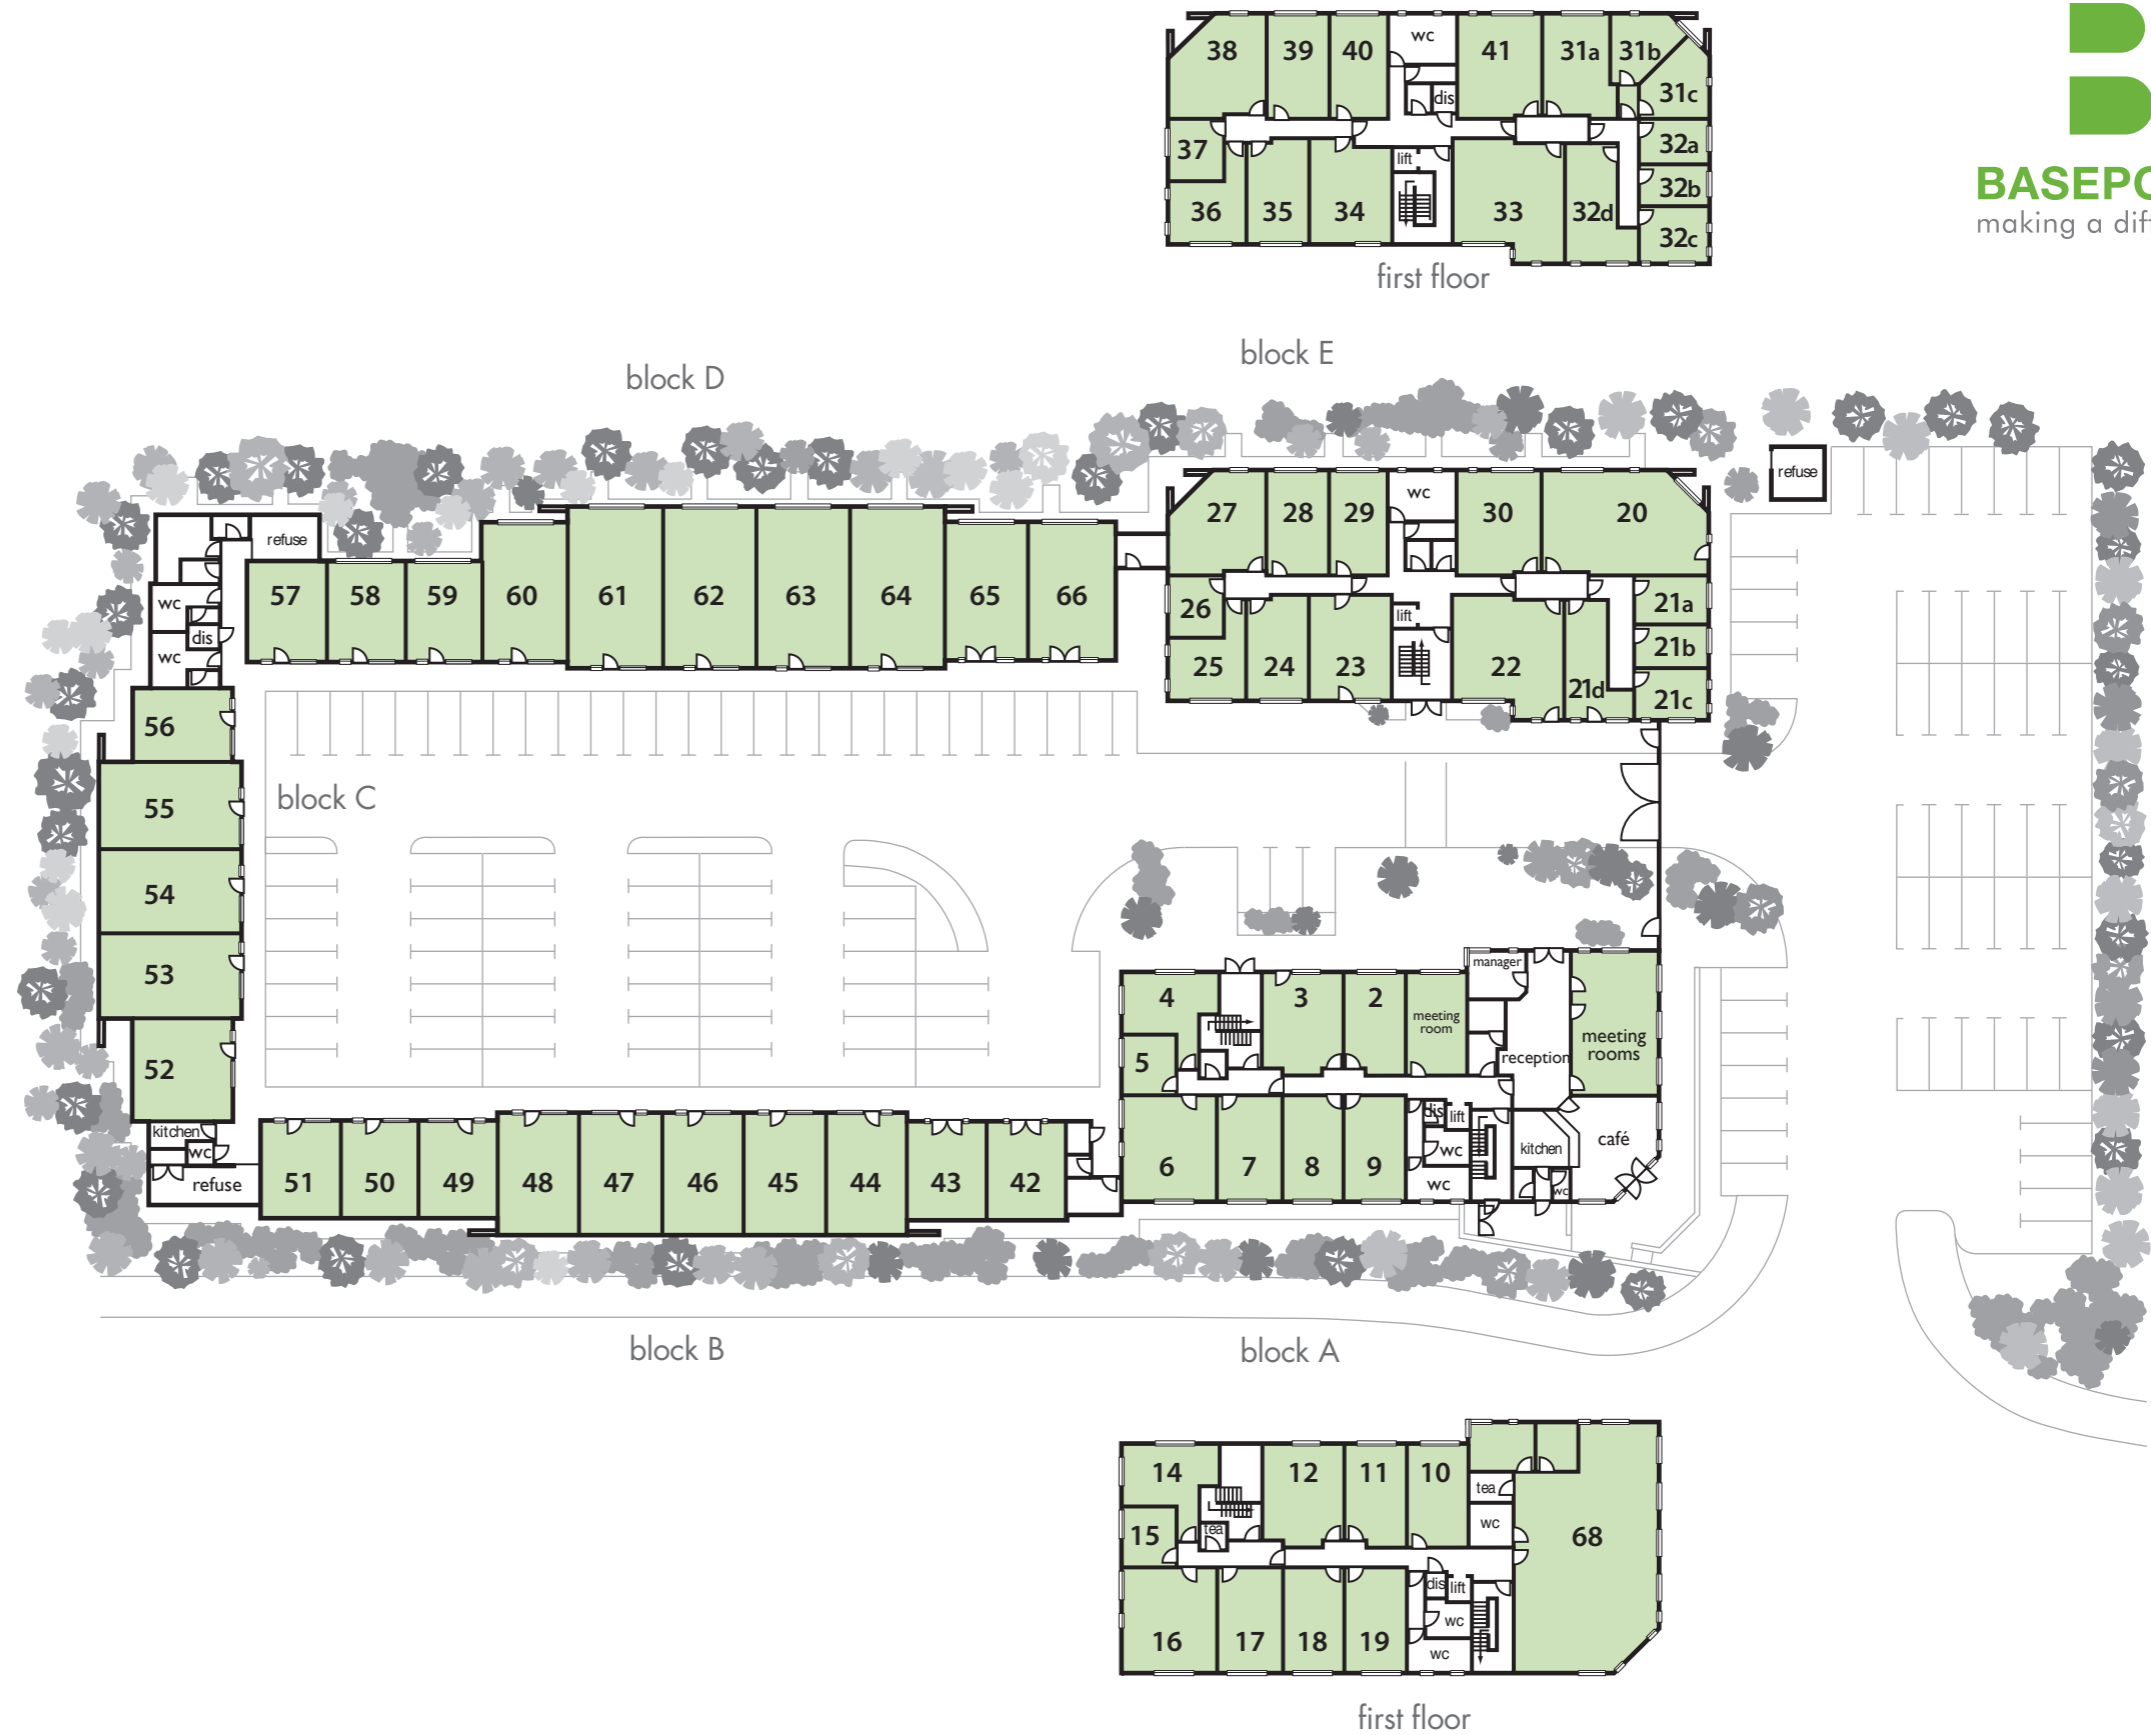 38 39 40 wc 41 31a 31b
dis 31c
37 lift 32a
36 35 34 33 32d 32b
32c
first floor
BASEPO
making a dif
block E
block D
refuse
27 28 29 wc 30 20
refuse
57 58 59 60 61 62 63 64 65 66
wc
dis
wc
26 lift 21a
25 24 23 22 21b
21d 21c
56
55
block C
54
53
52
manager
4 3 2 meeting
room
meeting
rooms
5 reception
kitchen
wc
refuse
51 50 49 48 47 46 45 44 43 42
dis lift
6 7 8 9 wc kitchen café
wc wc
block B
block A
14 12 11 10 tea
15 tea wc 68
dis lift
16 17 18 19 wc
wc
first floor